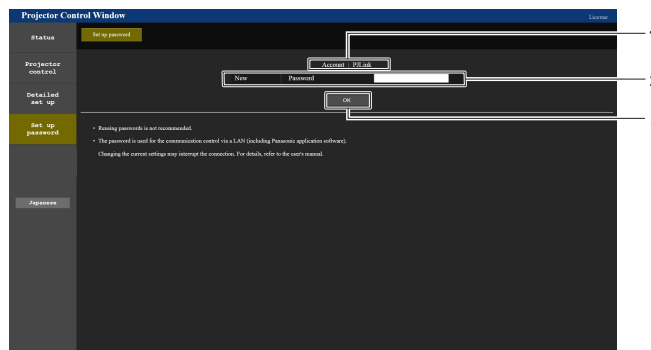 Projector Control Window
License
Status
Set up password
Projector
control
Account : PJLink
New Password
Detailed
set up
OK
Set up
password
• Reusing passwords is not recommended.
• The password is used for the communication control via a LAN (including Panasonic application software).
Changing the current settings may interrupt the connection. For details, refer to the user's manual.
Japanese